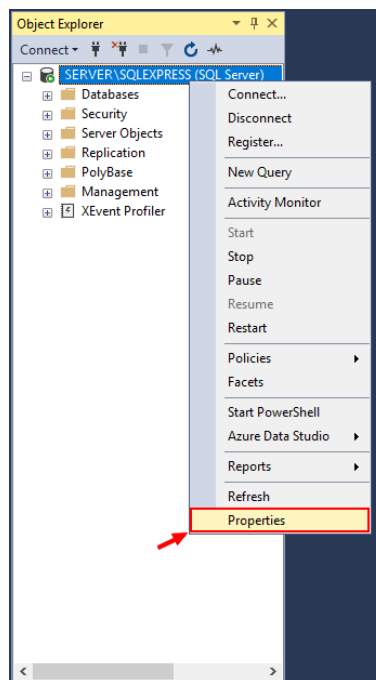 Object Explorer
Connect
SERVER\SQLEXPRESS (SQL Server)
Databases
Security
Server Objects
Replication
PolyBase
Management
XEvent Profiler
Connect...
Disconnect
Register...
New Query
Activity Monitor
Start
Stop
Pause
Resume
Restart
Policies
Facets
Start PowerShell
Azure Data Studio
Reports
Refresh
Properties